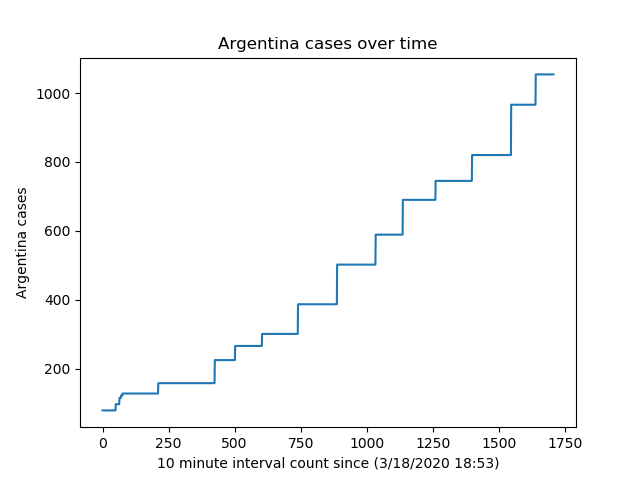 Argentina cases over time
Argentina cases
1000
800
600
400
200
0 250 500 750 1000 1250 1500 1750
10 minute interval count since (3/18/2020 18:53)